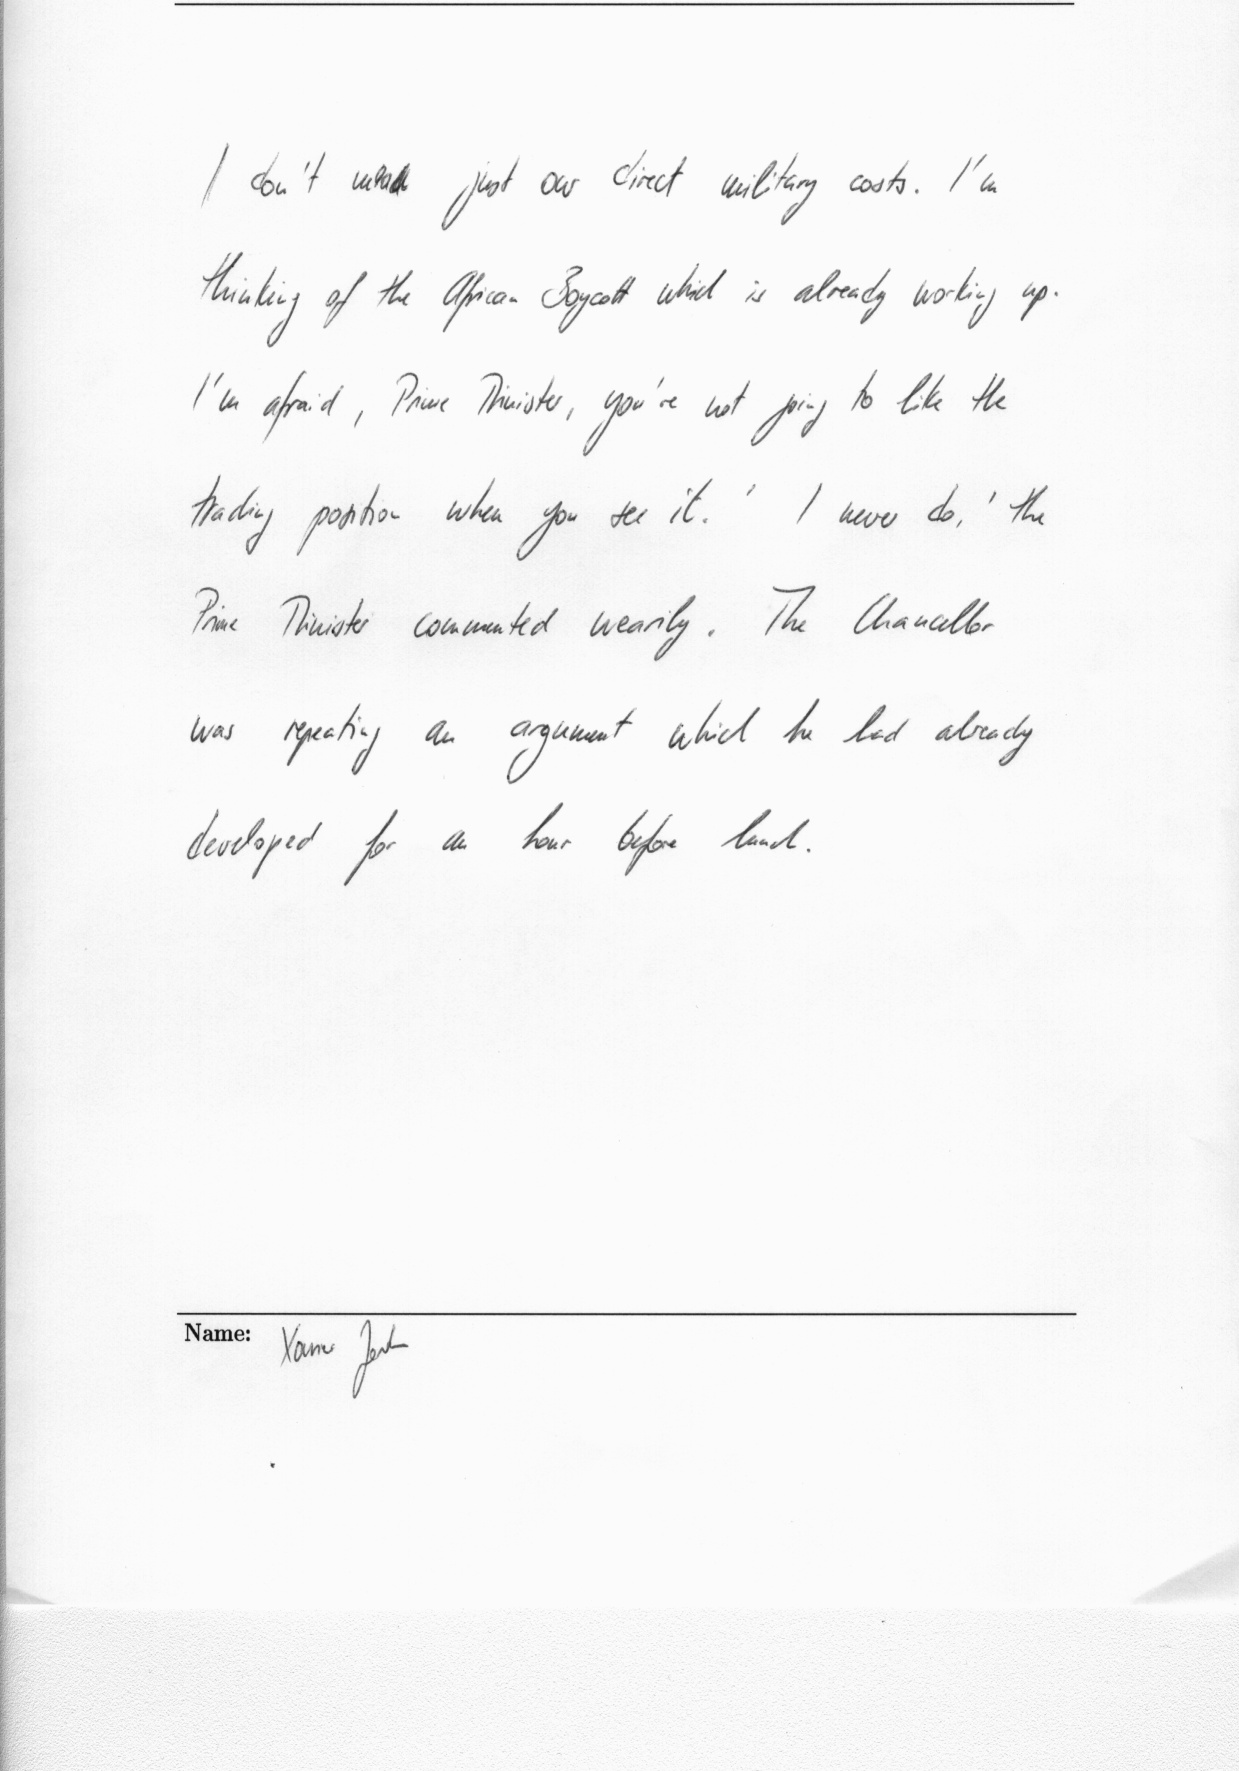 I don't mean just our direct military costs. I'm
thinking of the African Boycott which is already working up.
I'm afraid, Prime Minister, you're not going to like the
trading position when you see it. ' I never do,' the
Prime Minister commented wearily. The Chancellor
was repeating an argument which he had already
developed for an hour before lunch.
Name: